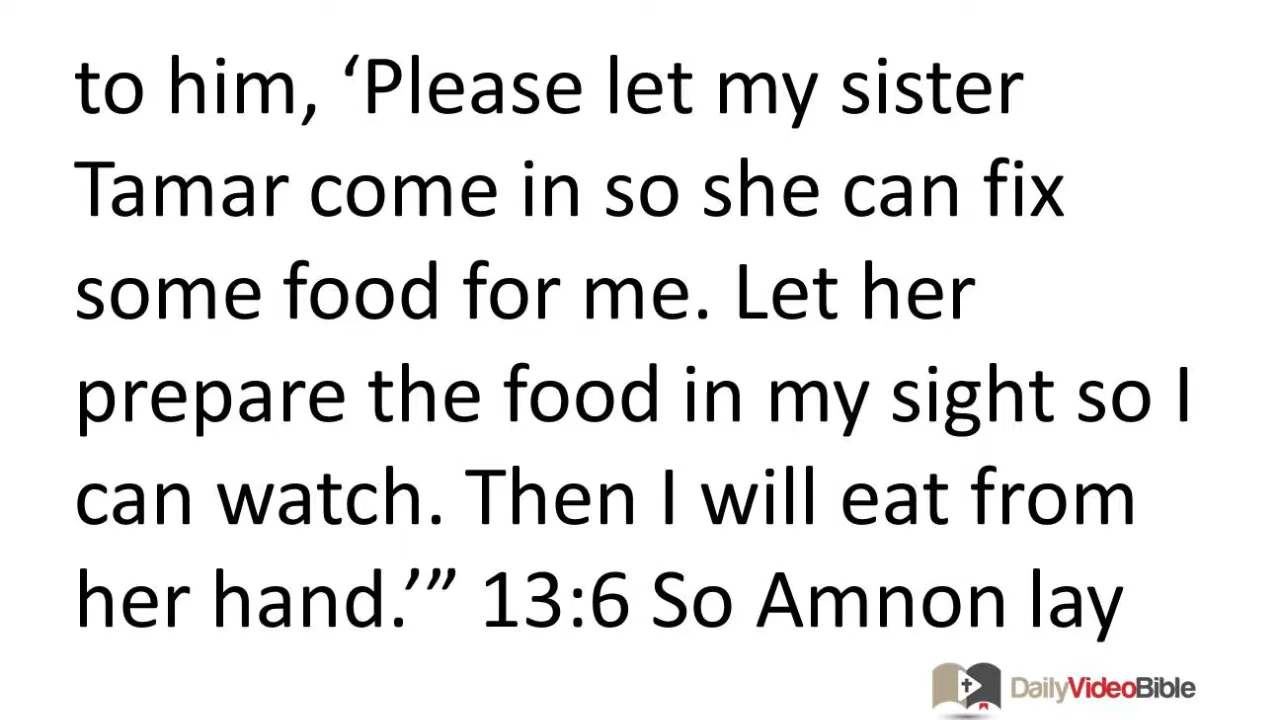 to him, ‘Please let my sister
Tamar come in so she can fix
some food for me. Let her
prepare the food in my sight so I
can watch. Then I will eat from
her hand.’” 13:6 So Amnon lay
DailyVideoBible